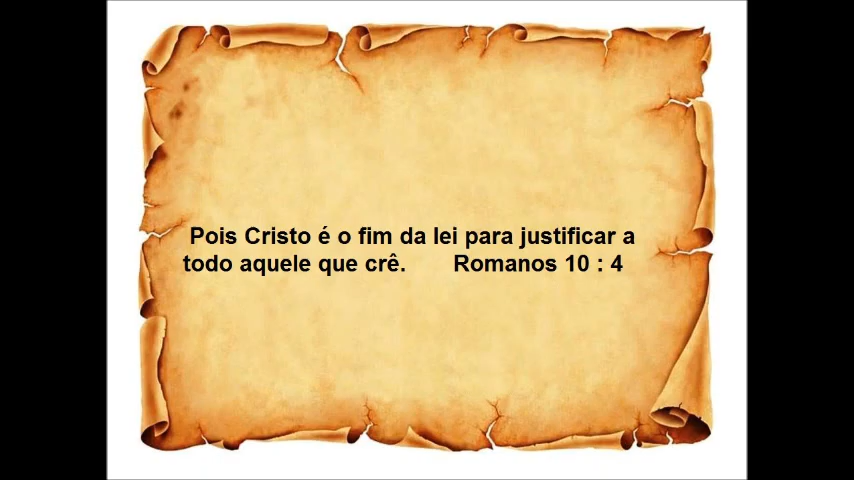 Pois Cristo é o fim da lei para justificar a
todo aquele que crê. Romanos 10 : 4